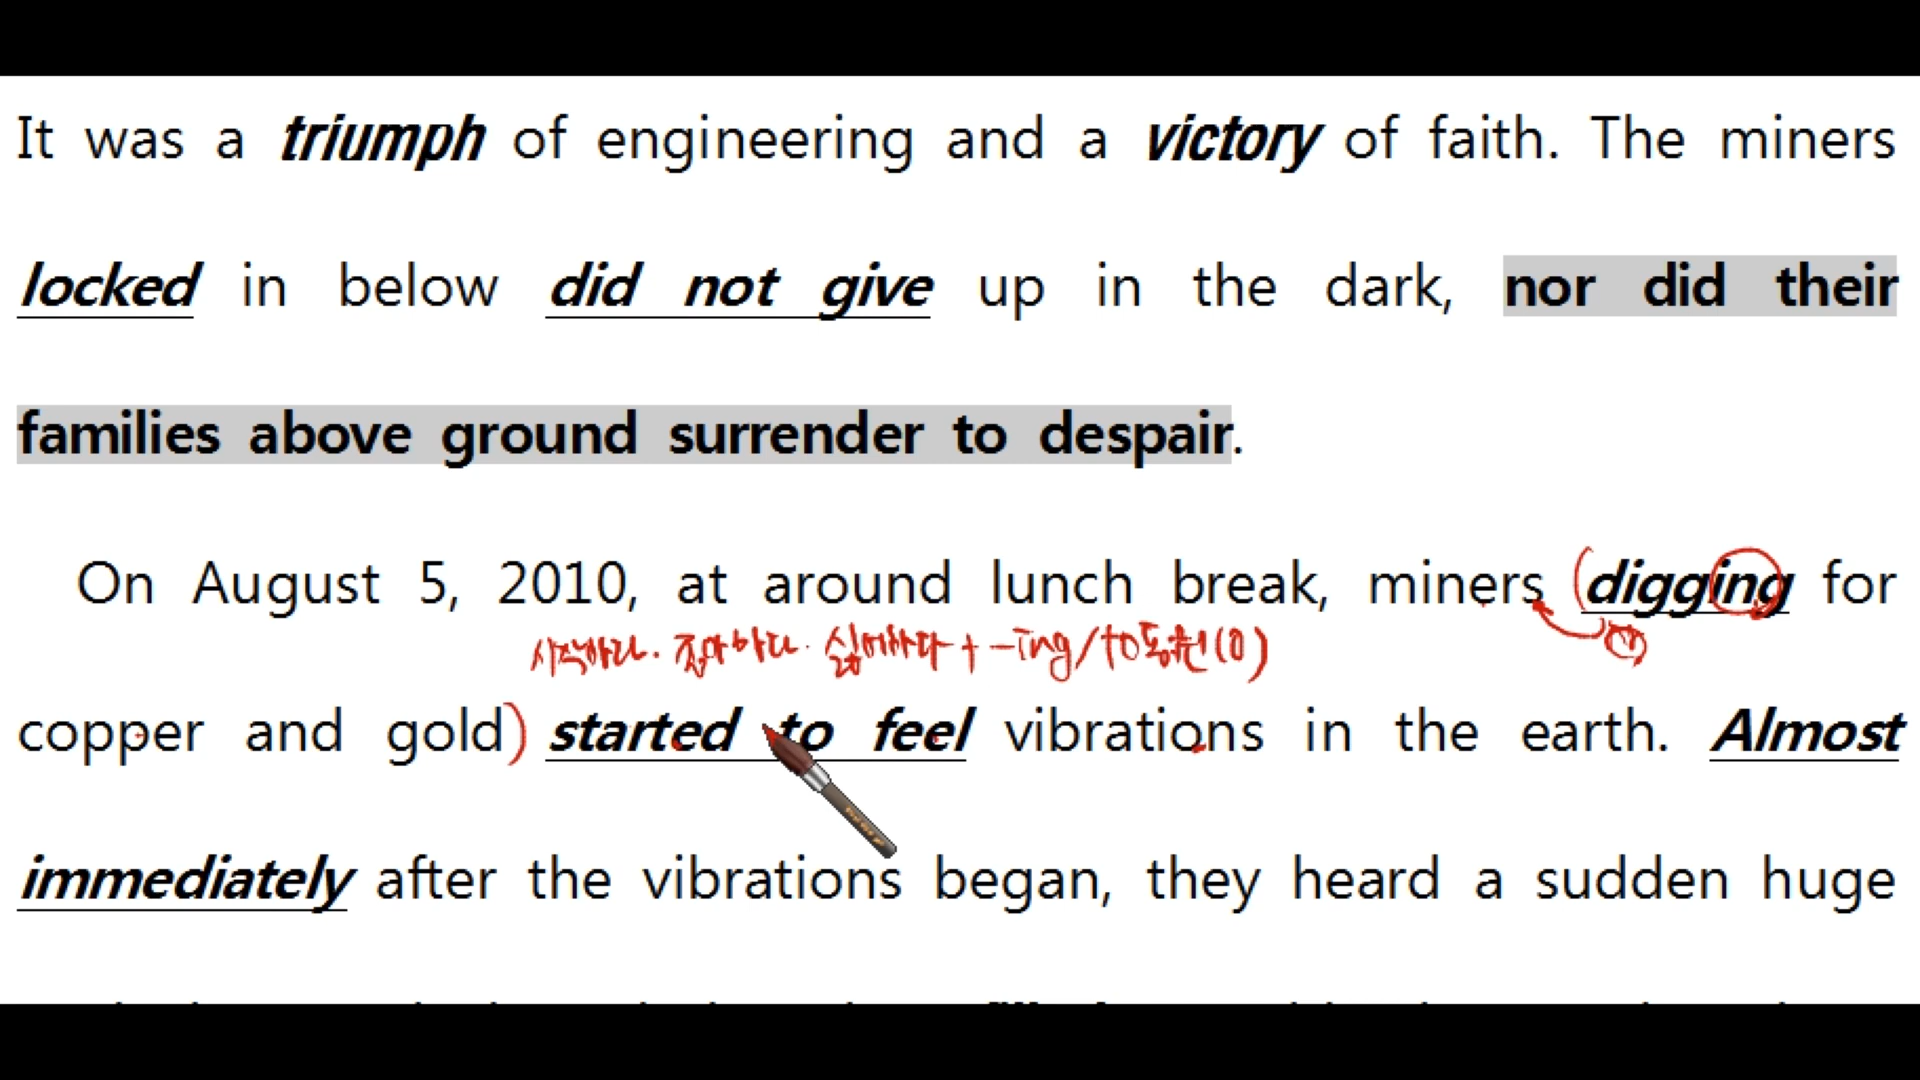 It was a triumph of engineering and a victory of faith. The miners
locked in below did not give up in the dark, nor did their
families above ground surrender to despair.
On August 5, 2010, at around lunch break, miners (digging for
시작하다. 좋아하다. 싫어하다 + -ing/to동원(O)
copper and gold) started to feel vibrations in the earth. Almost
immediately after the vibrations began, they heard a sudden huge